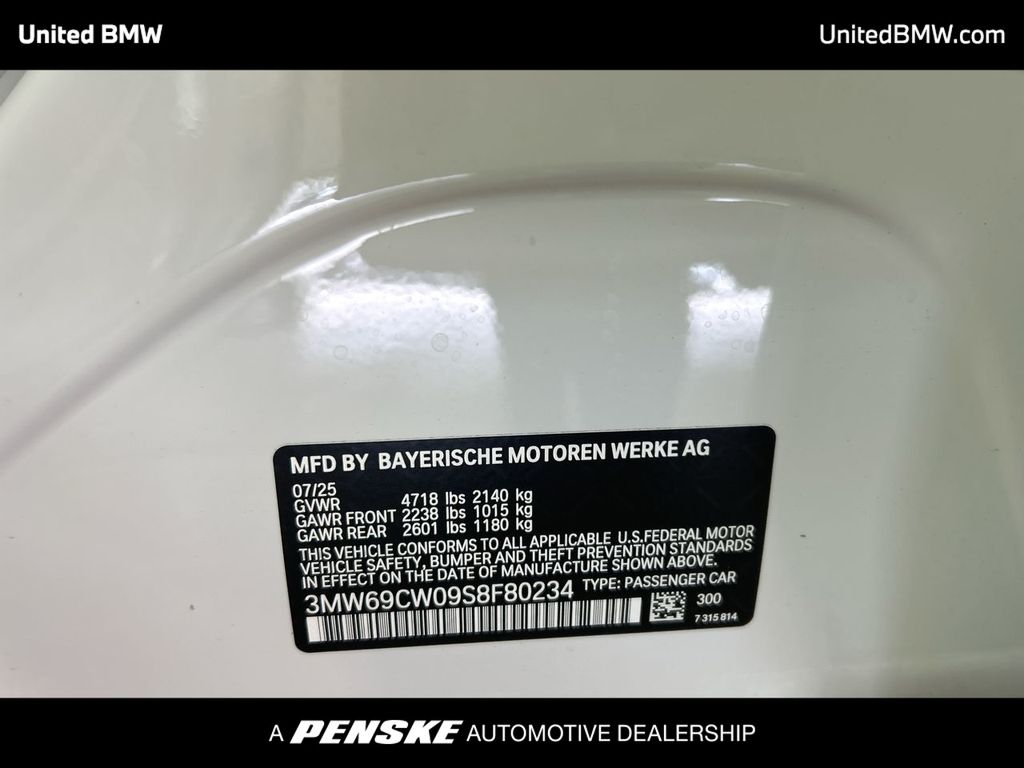 United BMW
UnitedBMW.com
MFD BY BAYERISCHE MOTOREN WERKE AG
07/25
GVWR 4718 lbs 2140 kg
GAWR FRONT 2238 lbs 1015 kg
GAWR REAR 2601 lbs 1180 kg
THIS VEHICLE CONFORMS TO ALL APPLICABLE U.S.FEDERAL MOTOR
VEHICLE SAFETY, BUMPER AND THEFT PREVENTION STANDARDS
IN EFFECT ON THE DATE OF MANUFACTURE SHOWN ABOVE.
3MW69CW09S8F80234 TYPE: PASSENGER CAR
300
7 315 814
A PENSKE AUTOMOTIVE DEALERSHIP